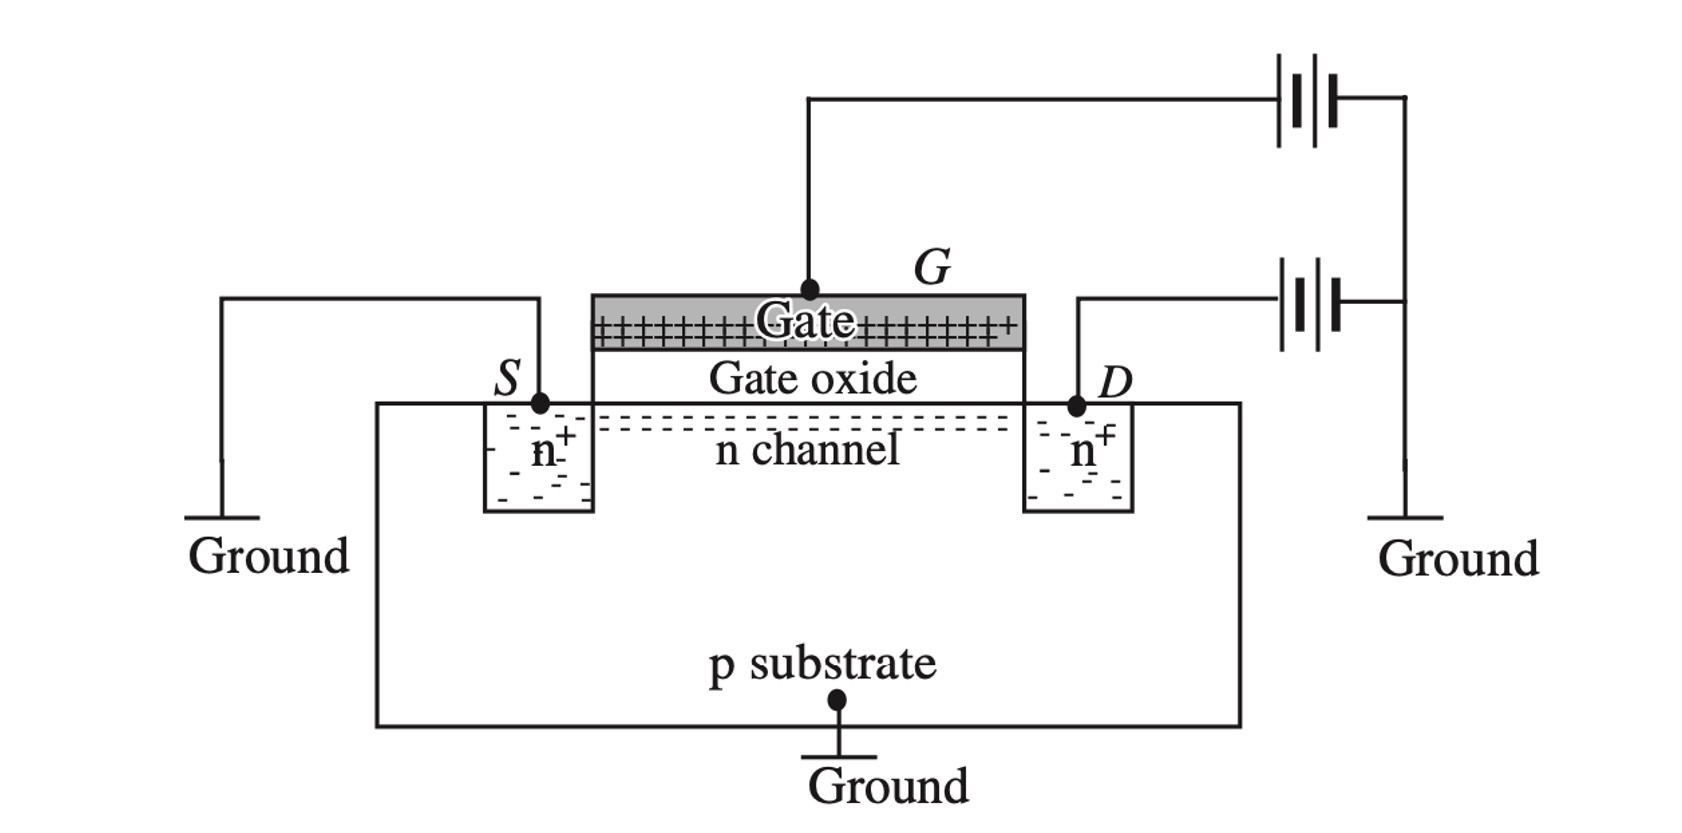 G
Gate
S
Gate oxide
D
n+
n channel
n+
Ground
Ground
p substrate
Ground